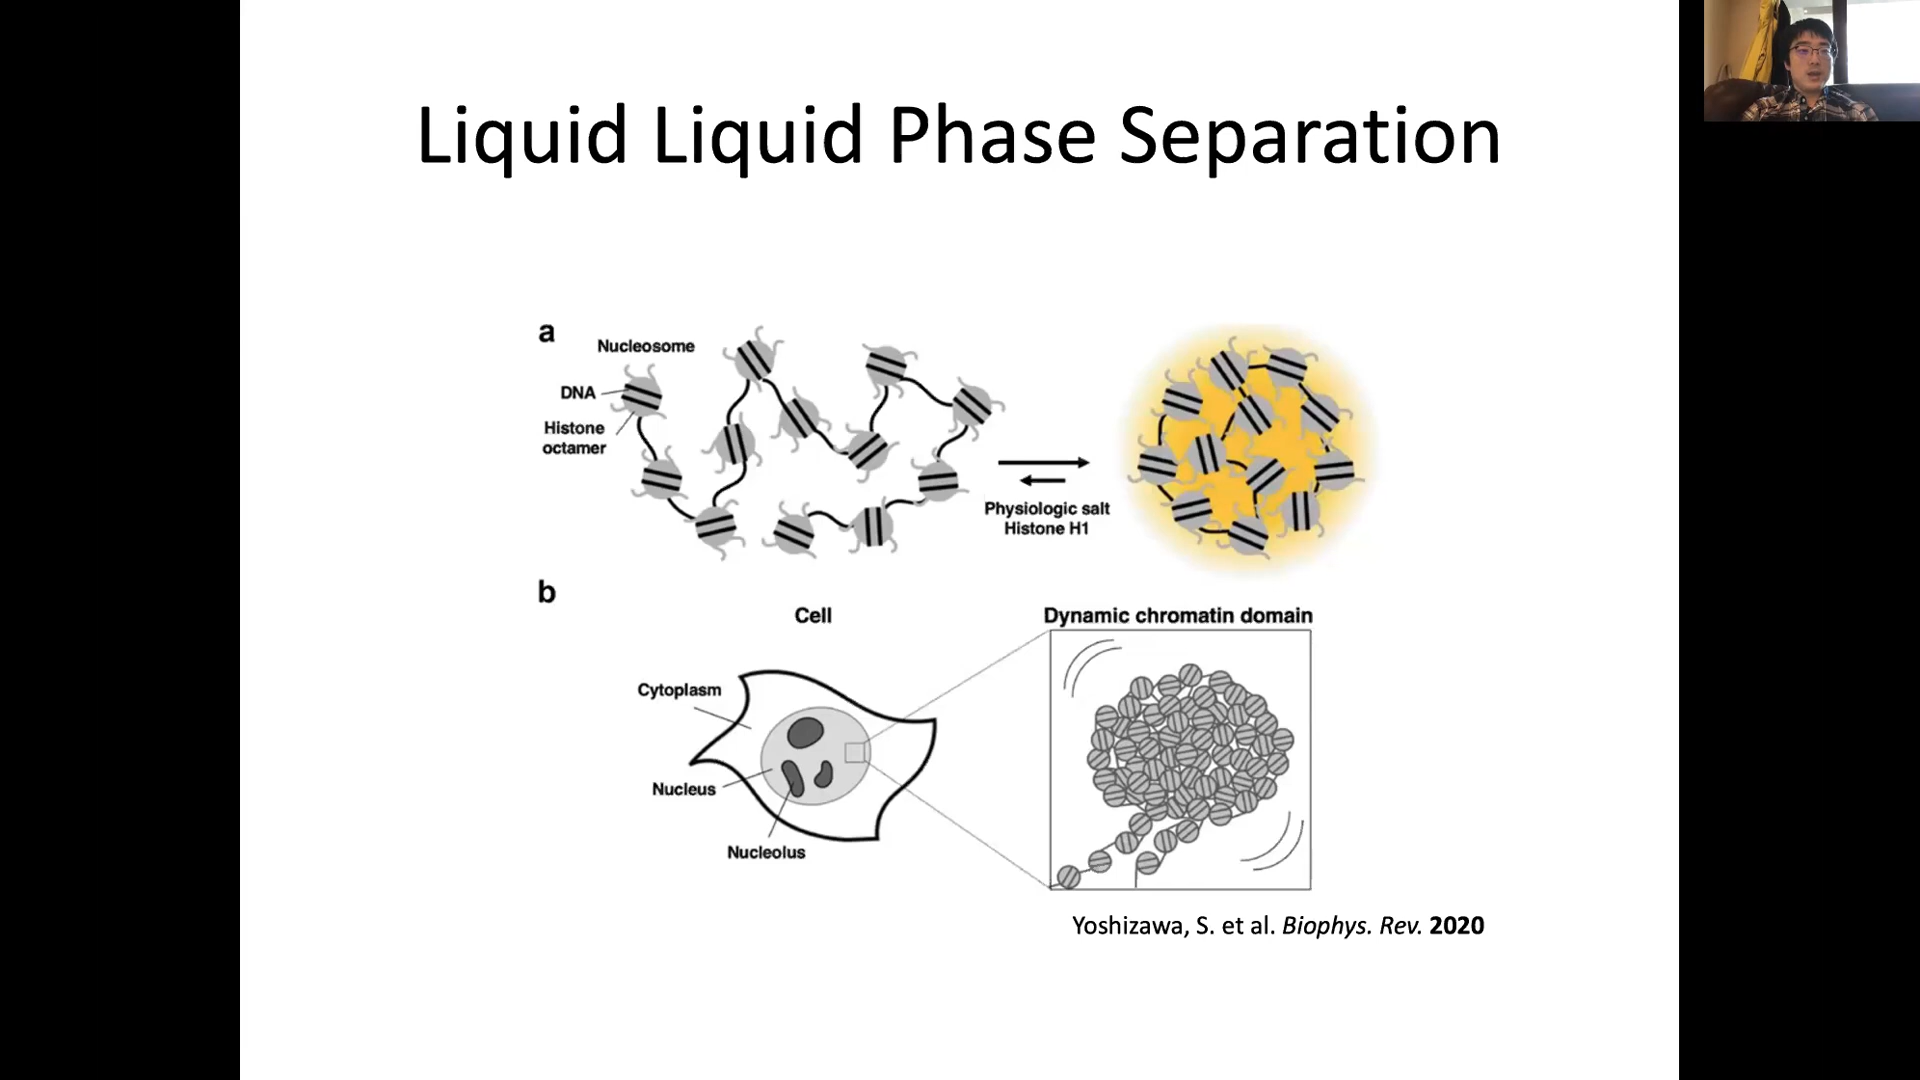 Liquid Liquid Phase Separation
a
Nucleosome
DNA
Histone
octamer
Physiologic salt
Histone H1
b
Cell
Dynamic chromatin domain
Cytoplasm
Nucleus
Nucleolus
Yoshizawa, S. et al. Biophys. Rev. 2020